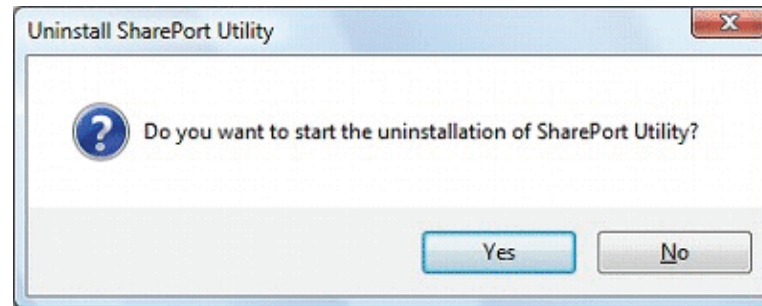 Uninstall SharePort Utility
Do you want to start the uninstallation of SharePort Utility?
Yes
No